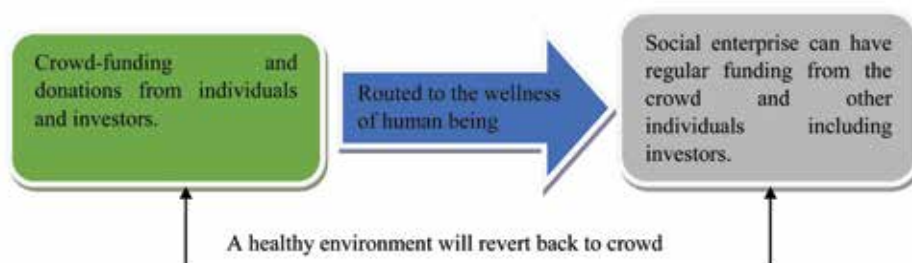 Crowd-funding and
donations from individuals
and investors.
Routed to the wellness
of human being
Social enterprise can have
regular funding from the
crowd and other
individuals including
investors.
A healthy environment will revert back to crowd